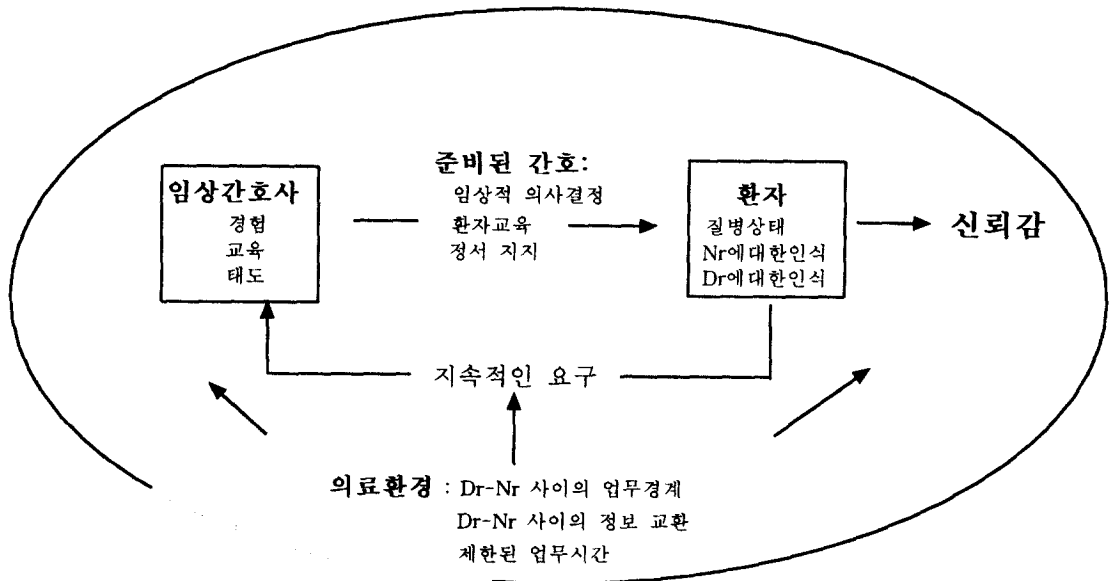 임상간호사
경험
교육
태도
준비된 간호:
임상적 의사결정
환자교육
정서 지지
환자
질병상태
Nr에대한인식
Dr에대한인식
신뢰감
지속적인 요구
의료환경 : Dr-Nr 사이의 업무경계
Dr-Nr 사이의 정보 교환
제한된 업무시간